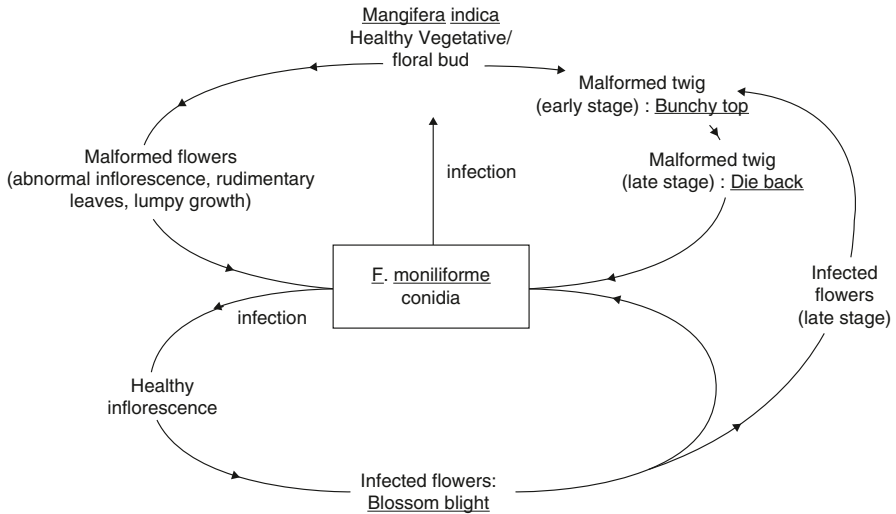 Mangifera indica
Healthy Vegetative/
floral bud
Malformed twig
(early stage) : Bunchy top
Malformed twig
(late stage) : Die back
Malformed flowers
(abnormal inflorescence, rudimentary
leaves, lumpy growth)
infection
F. moniliforme
conidia
Infected
flowers
(late stage)
infection
Healthy
inflorescence
Infected flowers:
Blossom blight